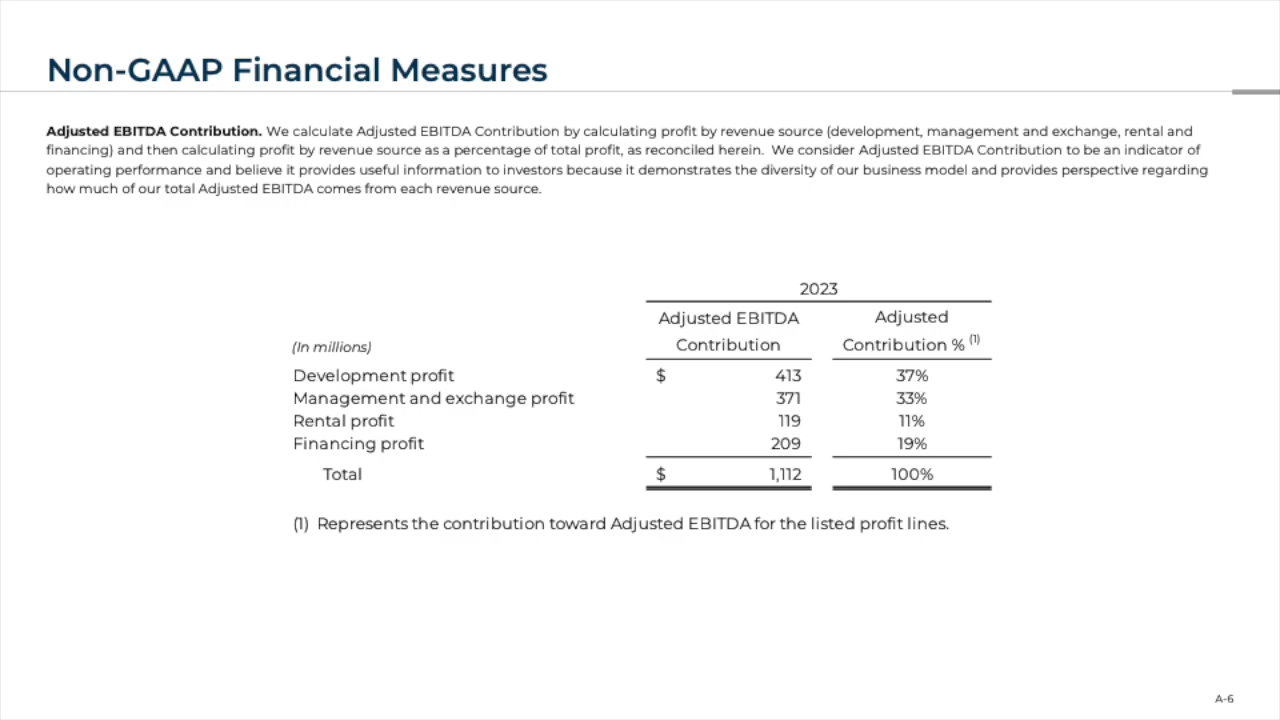 Non-GAAP Financial Measures
Adjusted EBITDA Contribution. We calculate Adjusted EBITDA Contribution by calculating profit by revenue source (development, management and exchange, rental and
financing) and then calculating profit by revenue source as a percentage of total profit, as reconciled herein. We consider Adjusted EBITDA Contribution to be an indicator of
operating performance and believe it provides useful information to investors because it demonstrates the diversity of our business model and provides perspective regarding
how much of our total Adjusted EBITDA comes from each revenue source.
2023
Adjusted EBITDA Adjusted
(In millions) Contribution Contribution % (1)
Development profit $ 413 37%
Management and exchange profit 371 33%
Rental profit 119 11%
Financing profit 209 19%
Total $ 1,112 100%
(1) Represents the contribution toward Adjusted EBITDA for the listed profit lines.
A-6